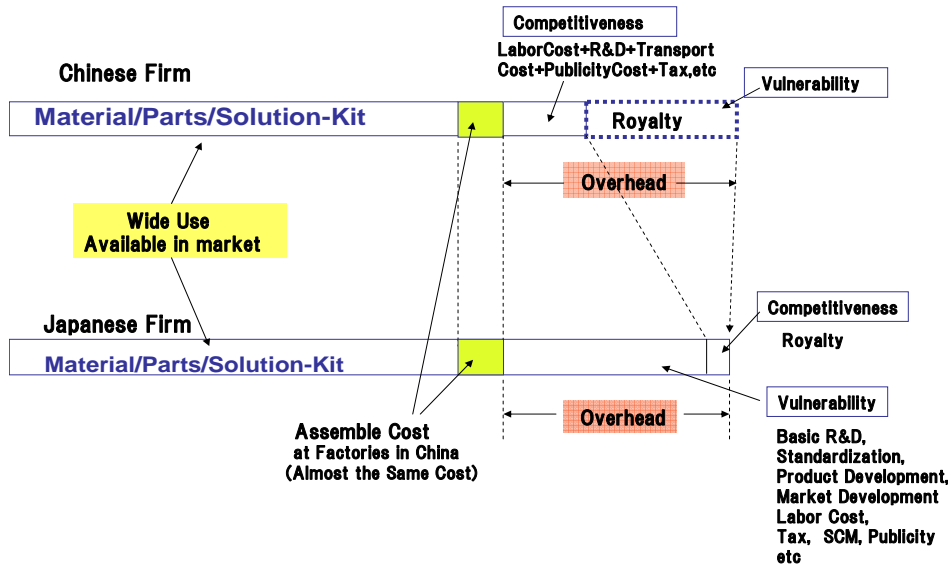 Competitiveness
LaborCost+R&D+Transport
Cost+PublicityCost+Tax,etc
Chinese Firm
Vulnerability
Material/Parts/Solution-Kit
Royalty
Overhead
Wide Use
Available in market
Competitiveness
Royalty
Japanese Firm
Material/Parts/Solution-Kit
Vulnerability
Overhead
Assemble Cost
at Factories in China
(Almost the Same Cost)
Basic R&D,
Standardization,
Product Development,
Market Development
Labor Cost,
Tax, SCM, Publicity
etc